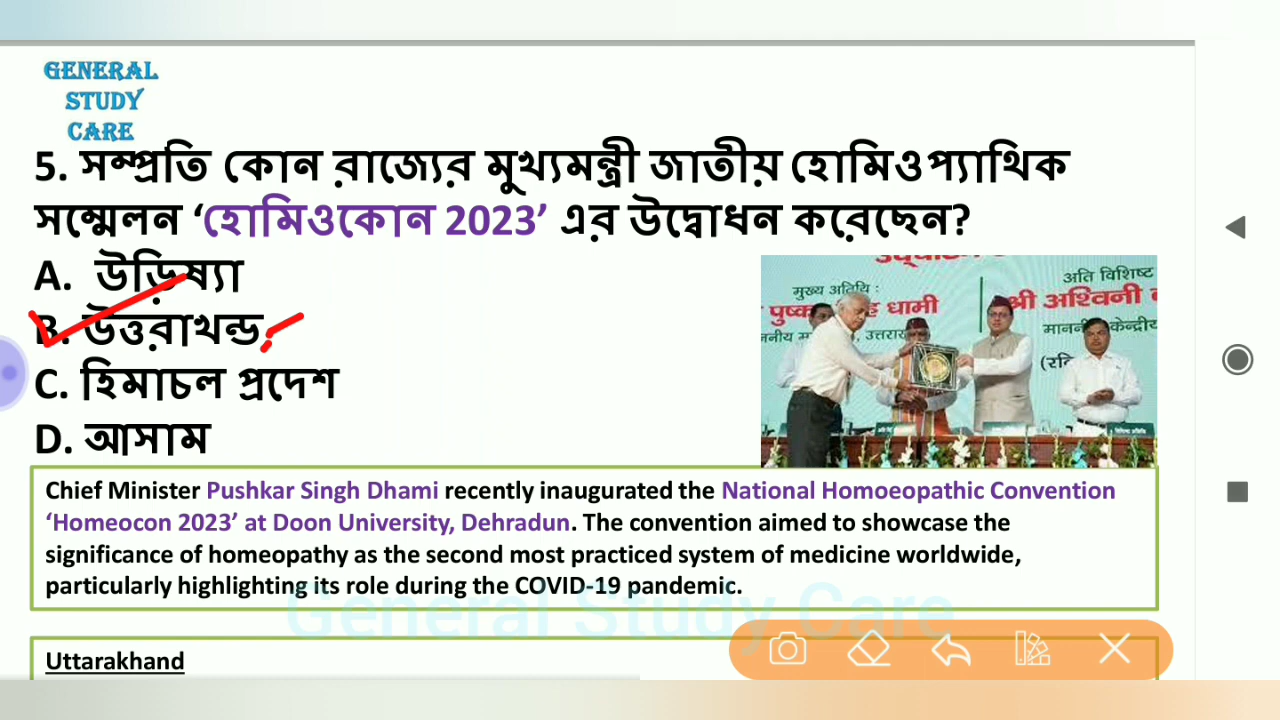 GENERAL
STUDY
CARE
5. সম্প্রতি কোন রাজ্যের মুখ্যমন্ত্রী জাতীয় হোমিওপ্যাথিক
সম্মেলন ‘হোমিওকোন 2023’ এর উদ্বোধন করেছেন?
A. উড়িষ্যা
B. উত্তরাখন্ড
C. হিমাচল প্রদেশ
D. আসাম
मुख्य अतिथि :
धामी
अति विशिष्ट
श्री अश्विनी
Chief Minister Pushkar Singh Dhami recently inaugurated the National Homoeopathic Convention
‘Homeocon 2023’ at Doon University, Dehradun. The convention aimed to showcase the
significance of homeopathy as the second most practiced system of medicine worldwide,
particularly highlighting its role during the COVID-19 pandemic.
General Study Care
Uttarakhand